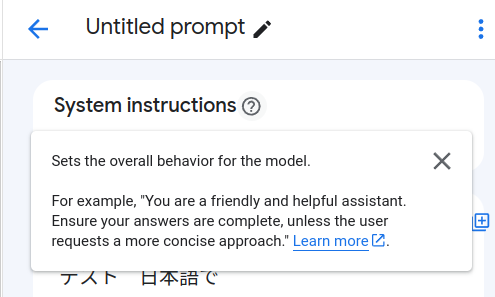 Untitled prompt
System instructions
Sets the overall behavior for the model.
For example, "You are a friendly and helpful assistant.
Ensure your answers are complete, unless the user
requests a more concise approach." Learn more.
テスト　日本語で